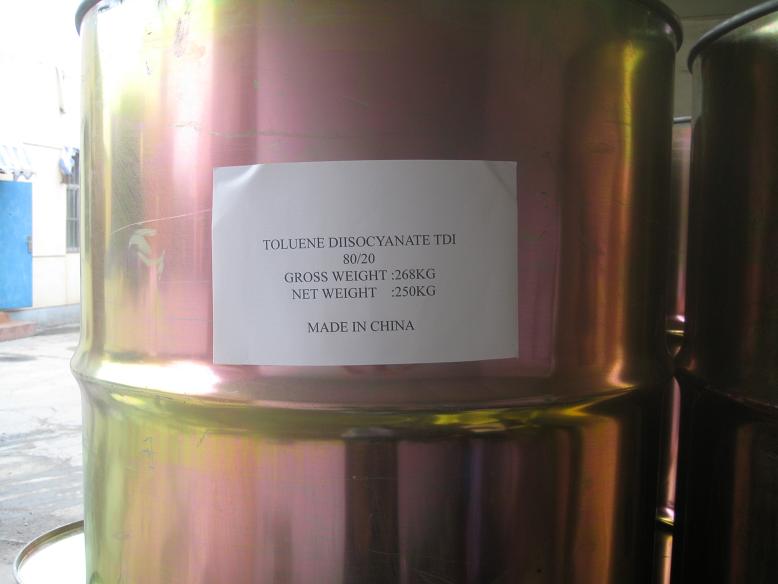 TOLUENE DIISOCYANATE TDI
80/20
GROSS WEIGHT :268KG
NET WEIGHT :250KG
MADE IN CHINA